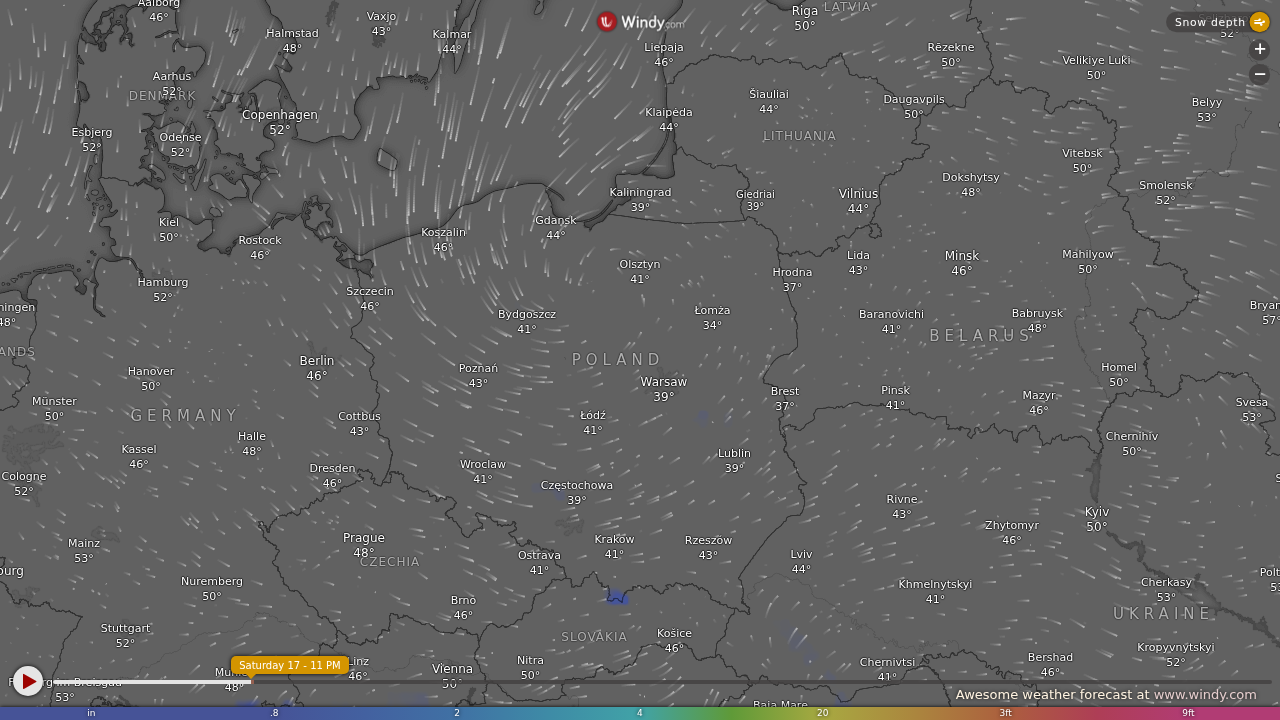 Aalborg
46°
Vaxjo
43°
Windy.com
Riga
50°
LATVIA
Snow depth
52°
Halmstad
48°
Kalmar
44°
Liepaja
46°
Rēzekne
50°
Velikiye Luki
50°
+
−
Aarhus
52°
DENMARK
Šiauliai
44°
Daugavpils
50°
Belyy
53°
Copenhagen
52°
Klaipėda
44°
Esbjerg
52°
Odense
52°
LITHUANIA
Vitebsk
50°
Dokshytsy
48°
Smolensk
52°
Kaliningrad
39°
Giedriai
39°
Vilnius
44°
Kiel
50°
Gdansk
44°
Koszalin
46°
Rostock
46°
Lida
43°
Minsk
46°
Mahilyow
50°
Olsztyn
41°
Hrodna
37°
Hamburg
52°
Szczecin
46°
ningen
48°
Bydgoszcz
41°
Łomża
34°
Baranovichi
41°
Babruysk
48°
Bryan
57°
BELARUS
ANDS
Berlin
46°
POLAND
Hanover
50°
Poznań
43°
Warsaw
39°
Brest
37°
Pinsk
41°
Homel
50°
Mazyr
46°
Münster
50°
GERMANY
Cottbus
43°
Łódź
41°
Svesa
53°
Halle
48°
Chernihiv
50°
Kassel
46°
Lublin
39°
Dresden
46°
Wroclaw
41°
Cologne
52°
Częstochowa
39°
Rivne
43°
Kyiv
50°
Zhytomyr
46°
Mainz
53°
Prague
48°
CZECHIA
Krakow
41°
Rzeszów
43°
Ostrava
41°
Lviv
44°
burg
Nuremberg
50°
Khmelnytskyi
41°
Cherkasy
53°
Polt
53
Brno
46°
UKRAINE
Stuttgart
52°
SLOVAKIA
Košice
46°
Kropyvnytskyi
52°
Saturday 17 - 11 PM
Linz
46°
Vienna
50°
Nitra
50°
Chernivtsi
41°
Bershad
46°
48°
53°
Awesome weather forecast at www.windy.com
Baia Mare
in .8 2 4 20 3ft 9ft